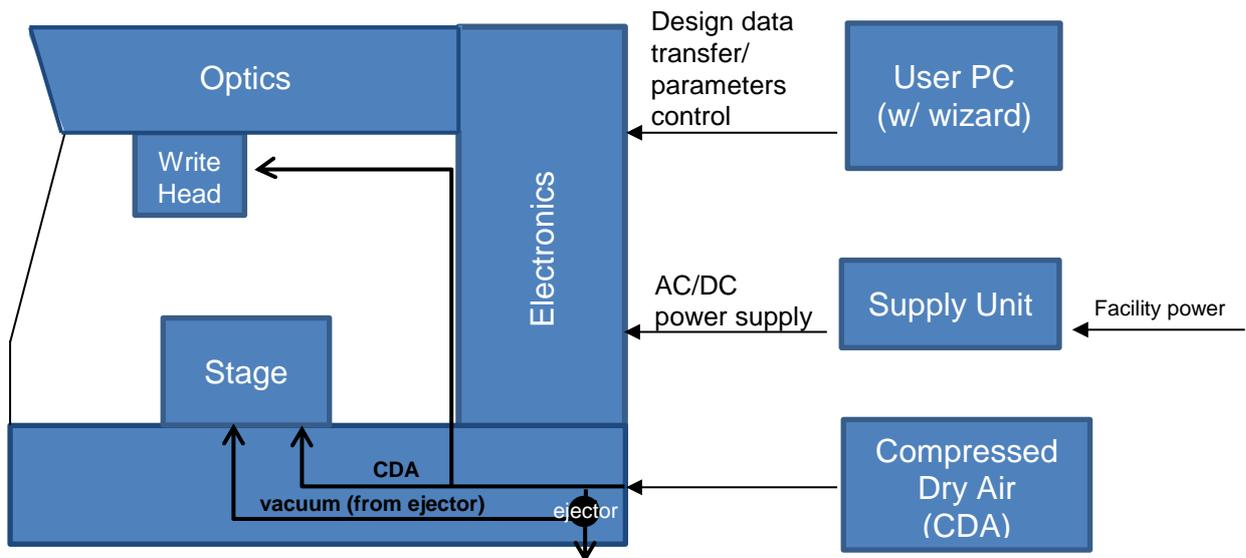 Optics
Write
Head
Stage
Electronics
CDA
vacuum (from ejector)
ejector
Design data
transfer/
parameters
control
User PC
(w/ wizard)
AC/DC
power supply
Supply Unit
Facility power
Compressed
Dry Air
(CDA)